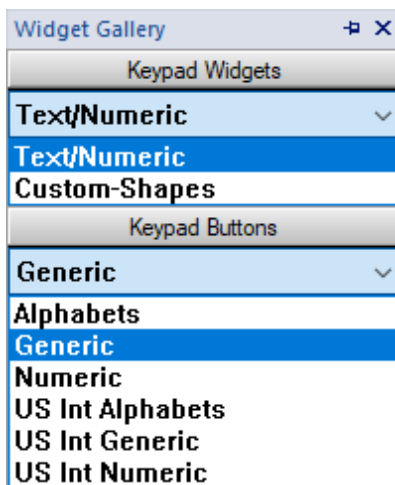 Widget Gallery
Keypad Widgets
Text/Numeric
Text/Numeric
Custom-Shapes
Keypad Buttons
Generic
Alphabets
Generic
Numeric
US Int Alphabets
US Int Generic
US Int Numeric